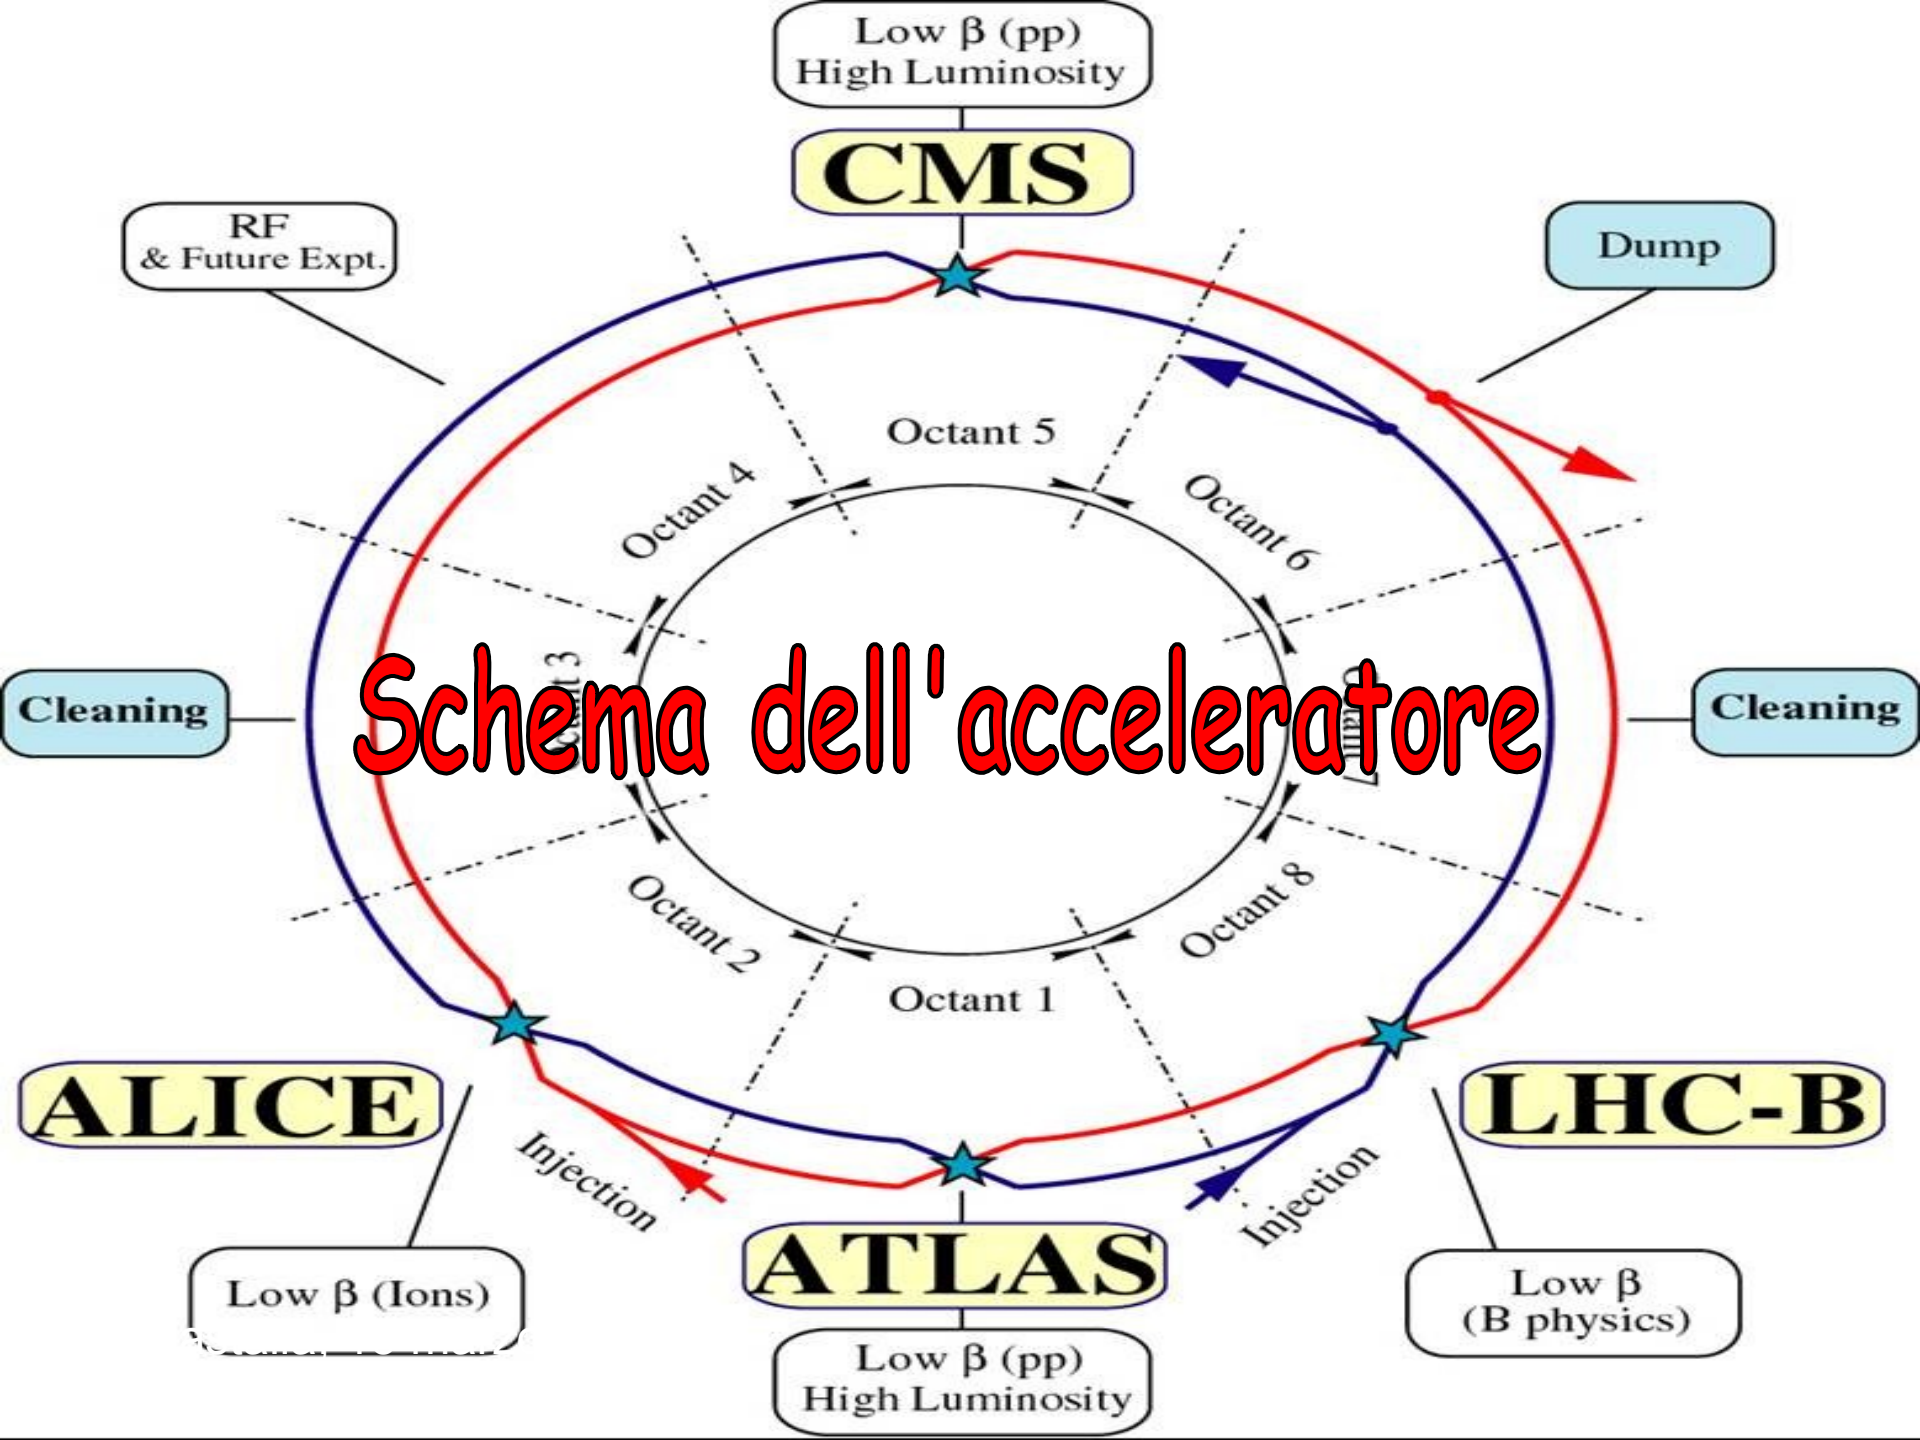 Low β (pp)
High Luminosity
CMS
RF
& Future Expt.
Dump
Octant 5
Octant 4
Octant 6
Schema dell'acceleratore
Cleaning
Cleaning
Octant 2
Octant 8
Octant 1
ALICE
LHC-B
Injection
Injection
ATLAS
Low β (Ions)
Low β
(B physics)
Low β (pp)
High Luminosity